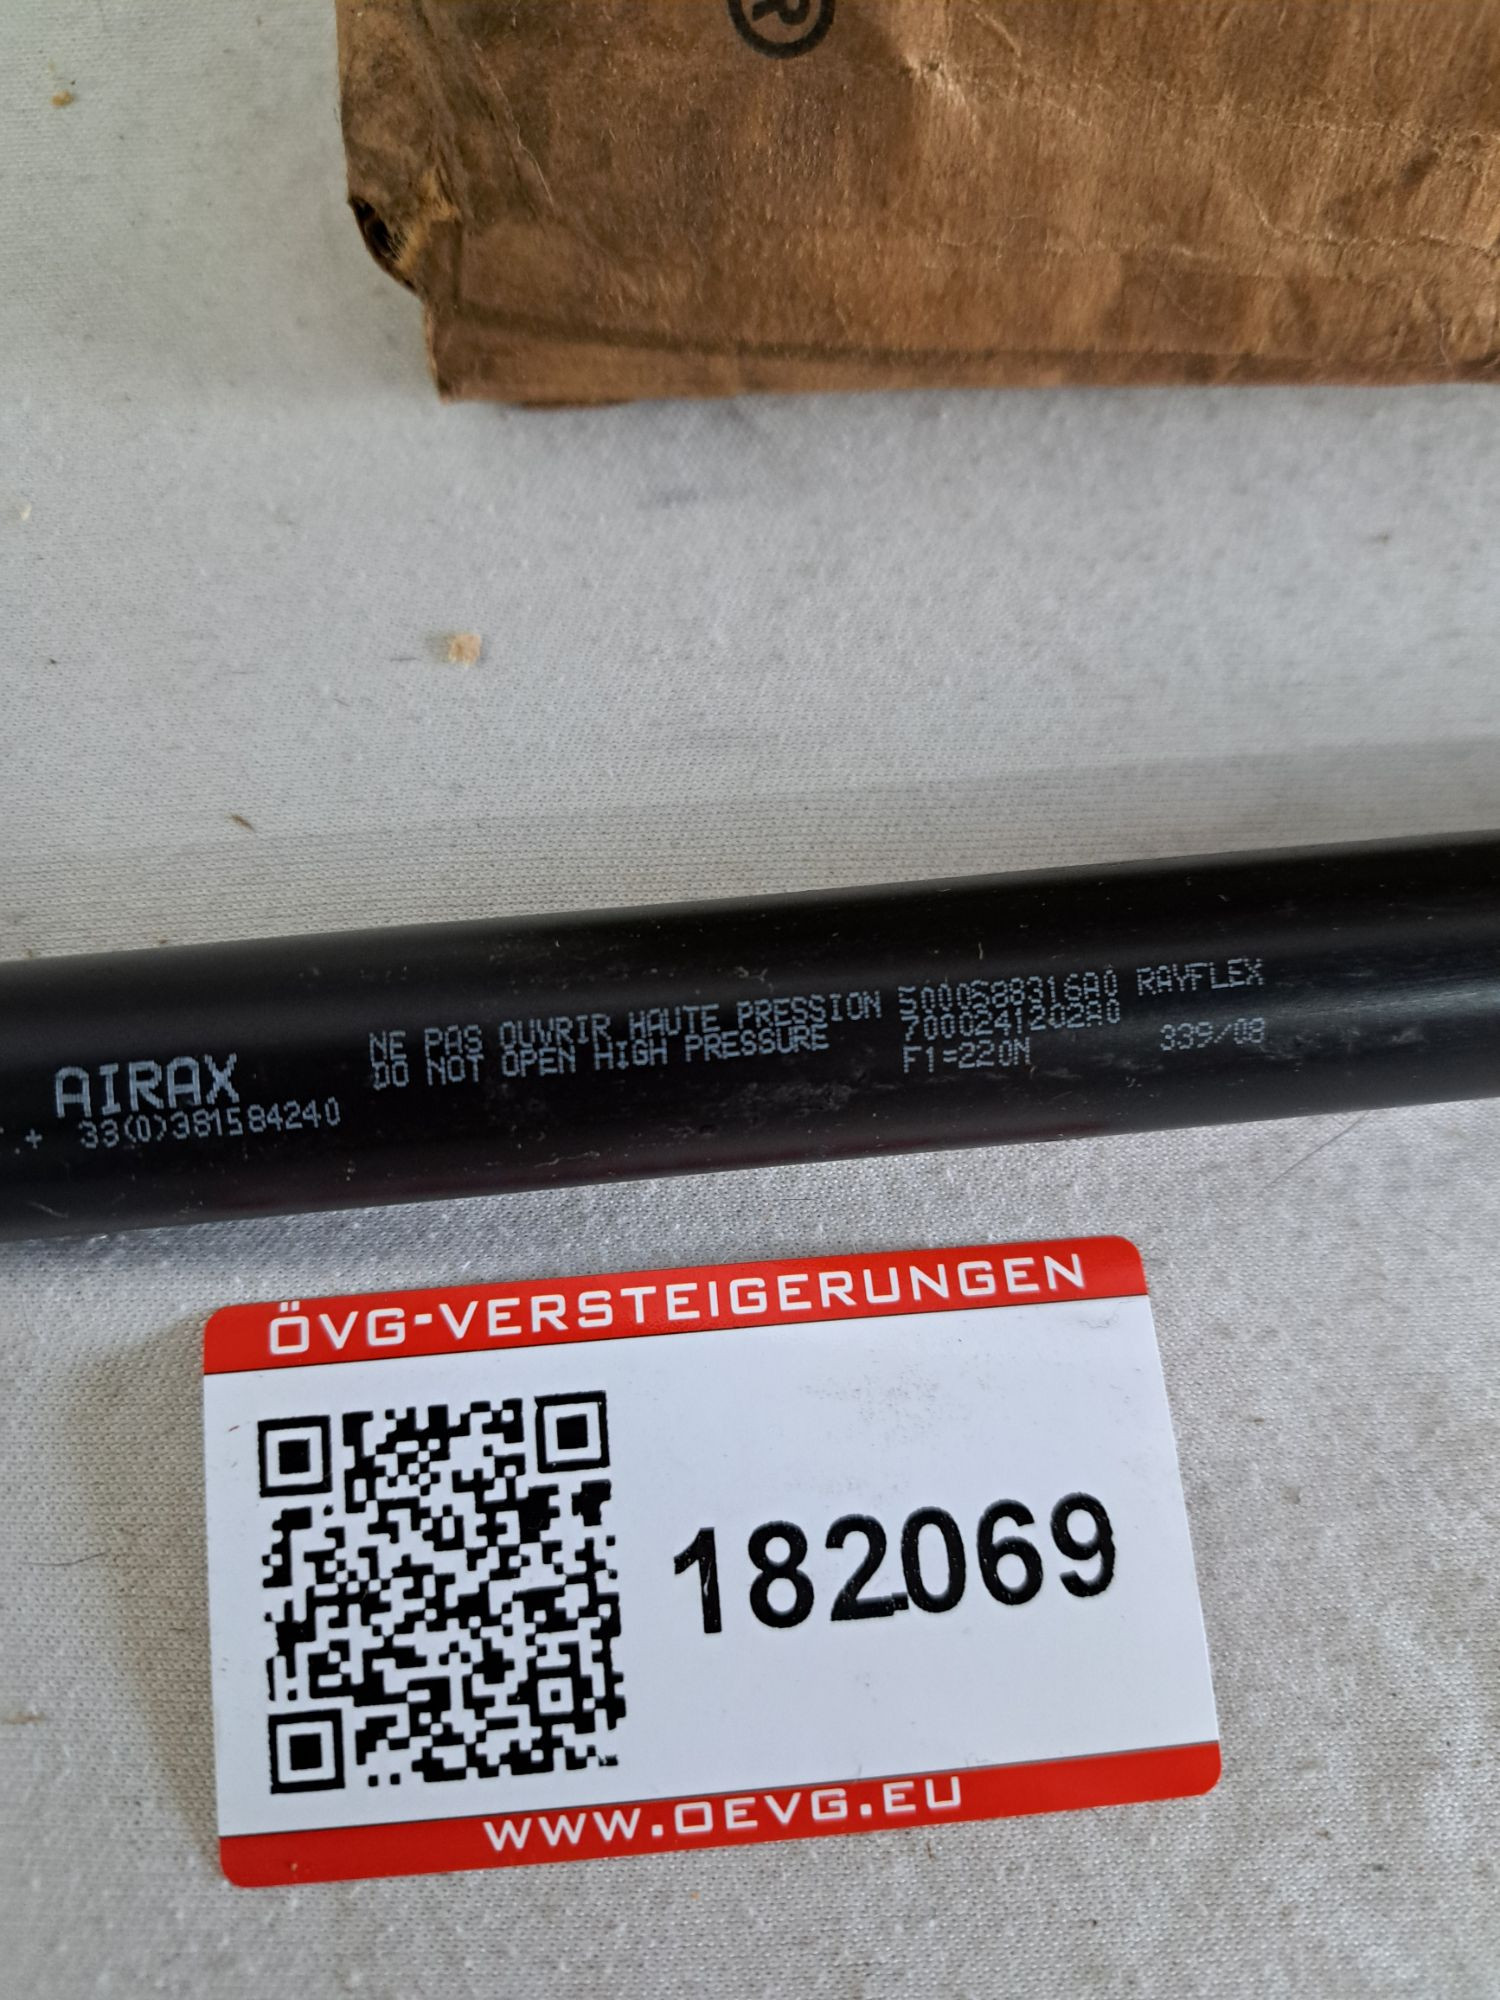 ®
AIRAX
+ 33(0)381584240
NE PAS OUVRIR HAUTE PRESSION
DO NOT OPEN HIGH PRESSURE
5000688316A0 RAYFLEX
7000241202A0
F1=220N
339/08
ÖVG-VERSTEIGERUNGEN
182069
WWW.OEVG.EU